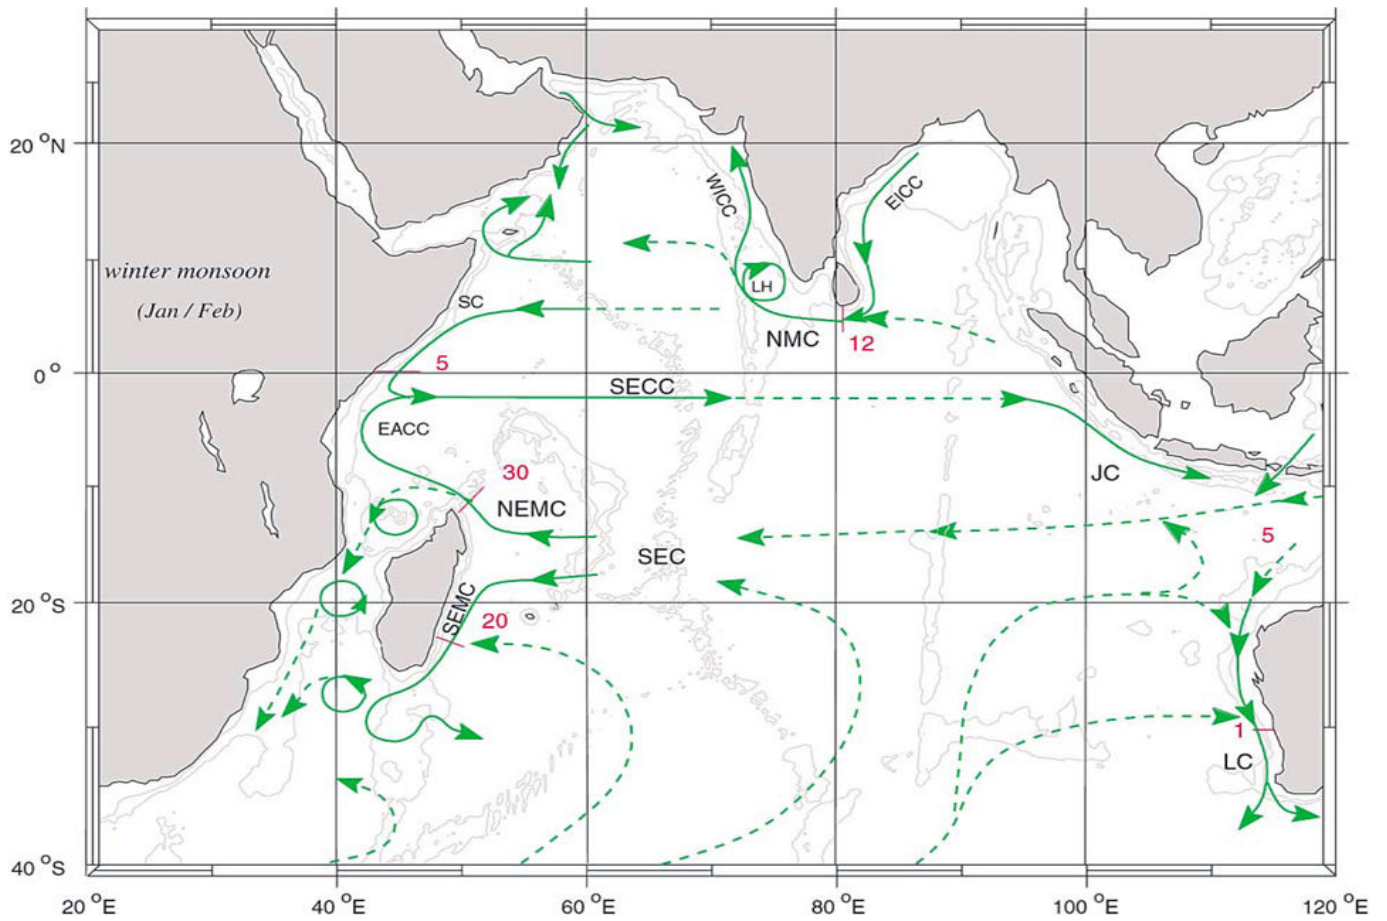 20 °N
WICC
EICC
winter monsoon
(Jan / Feb)
LH
SC
NMC
12
5
0°
SECC
EACC
30
JC
NEMC
5
SEC
20 °S
SEMC
20
1
LC
40 °S
20 °E
40 °E
60 °E
80 °E
100 °E
120 °E